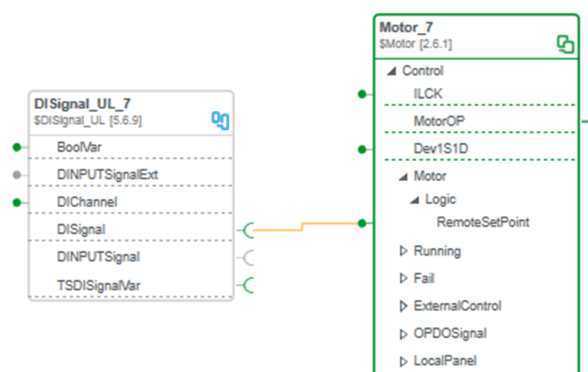 DISignal_UL_7
$DISignal_UL [5.6.9]
BoolVar
DINPUTSignalExt
DIChannel
DISignal
DINPUTSignal
TSDISignalVar
Motor_7
$Motor [2.6.1]
Control
ILCK
MotorOP
Dev1S1D
Motor
Logic
RemoteSetPoint
Running
Fail
ExternalControl
OPDOSignal
LocalPanel